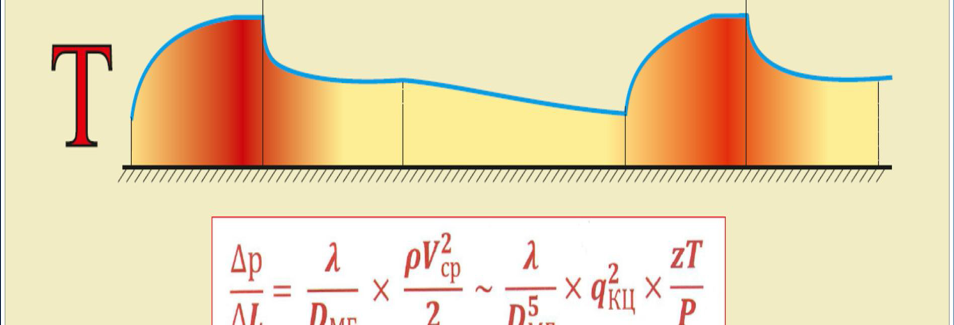 T
Δp/ΔL = λ/D_МГ × ρV²_ср/2 ~ λ/D⁵_МГ × q²_КЦ × zT/P